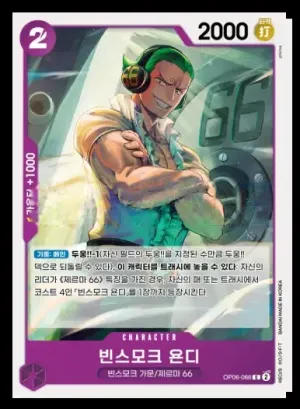 2
2000
打
66
카운터 +1000
기동: 메인 두웅!!-1(자신 필드의 두웅!!을 지정된 수만큼 두웅!!
덱으로 되돌릴 수 있다), 이 캐릭터를 트래시에 놓을 수 있다: 자신의
리더가 《제르마 66》 특징을 가진 경우, 자신의 패 또는 트래시에서
코스트 4인 「빈스모크 욘디」를 1장까지 등장시킨다.
CHARACTER
빈스모크 욘디
빈스모크 가문/제르마 66